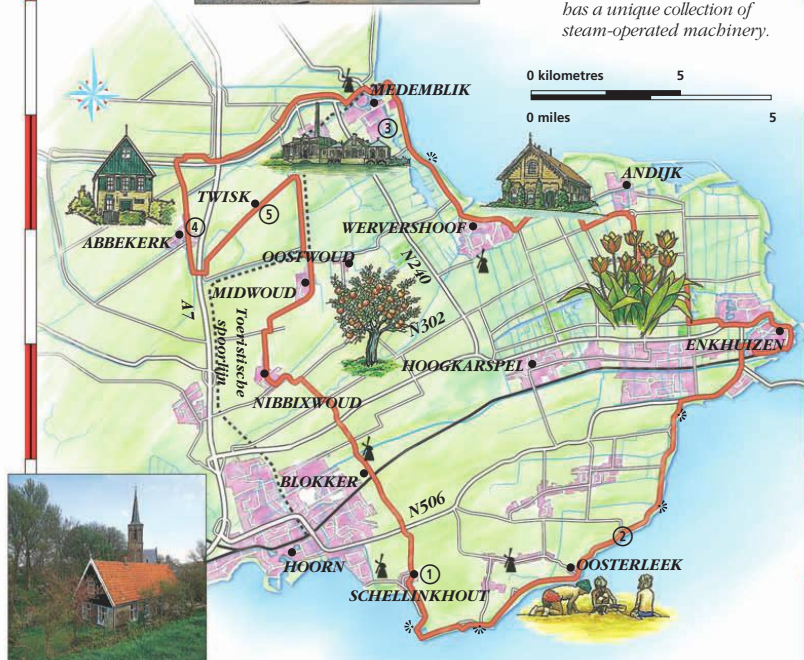 has a unique collection of
steam-operated machinery.
0 kilometres 5
0 miles 5
MEDEMBLIK
3
ANDIJK
TWISK
5
4
ABBEKERK
WERVERSHOOF
OOSTWOUD
N240
MIDWOUD
A7
Toeristische
spoorlijn
N302
ENKHUIZEN
HOOGKARSPEL
NIBBIXWOUD
BLOKKER
N506
2
HOORN
1
OOSTERLEEK
SCHELLINKHOUT